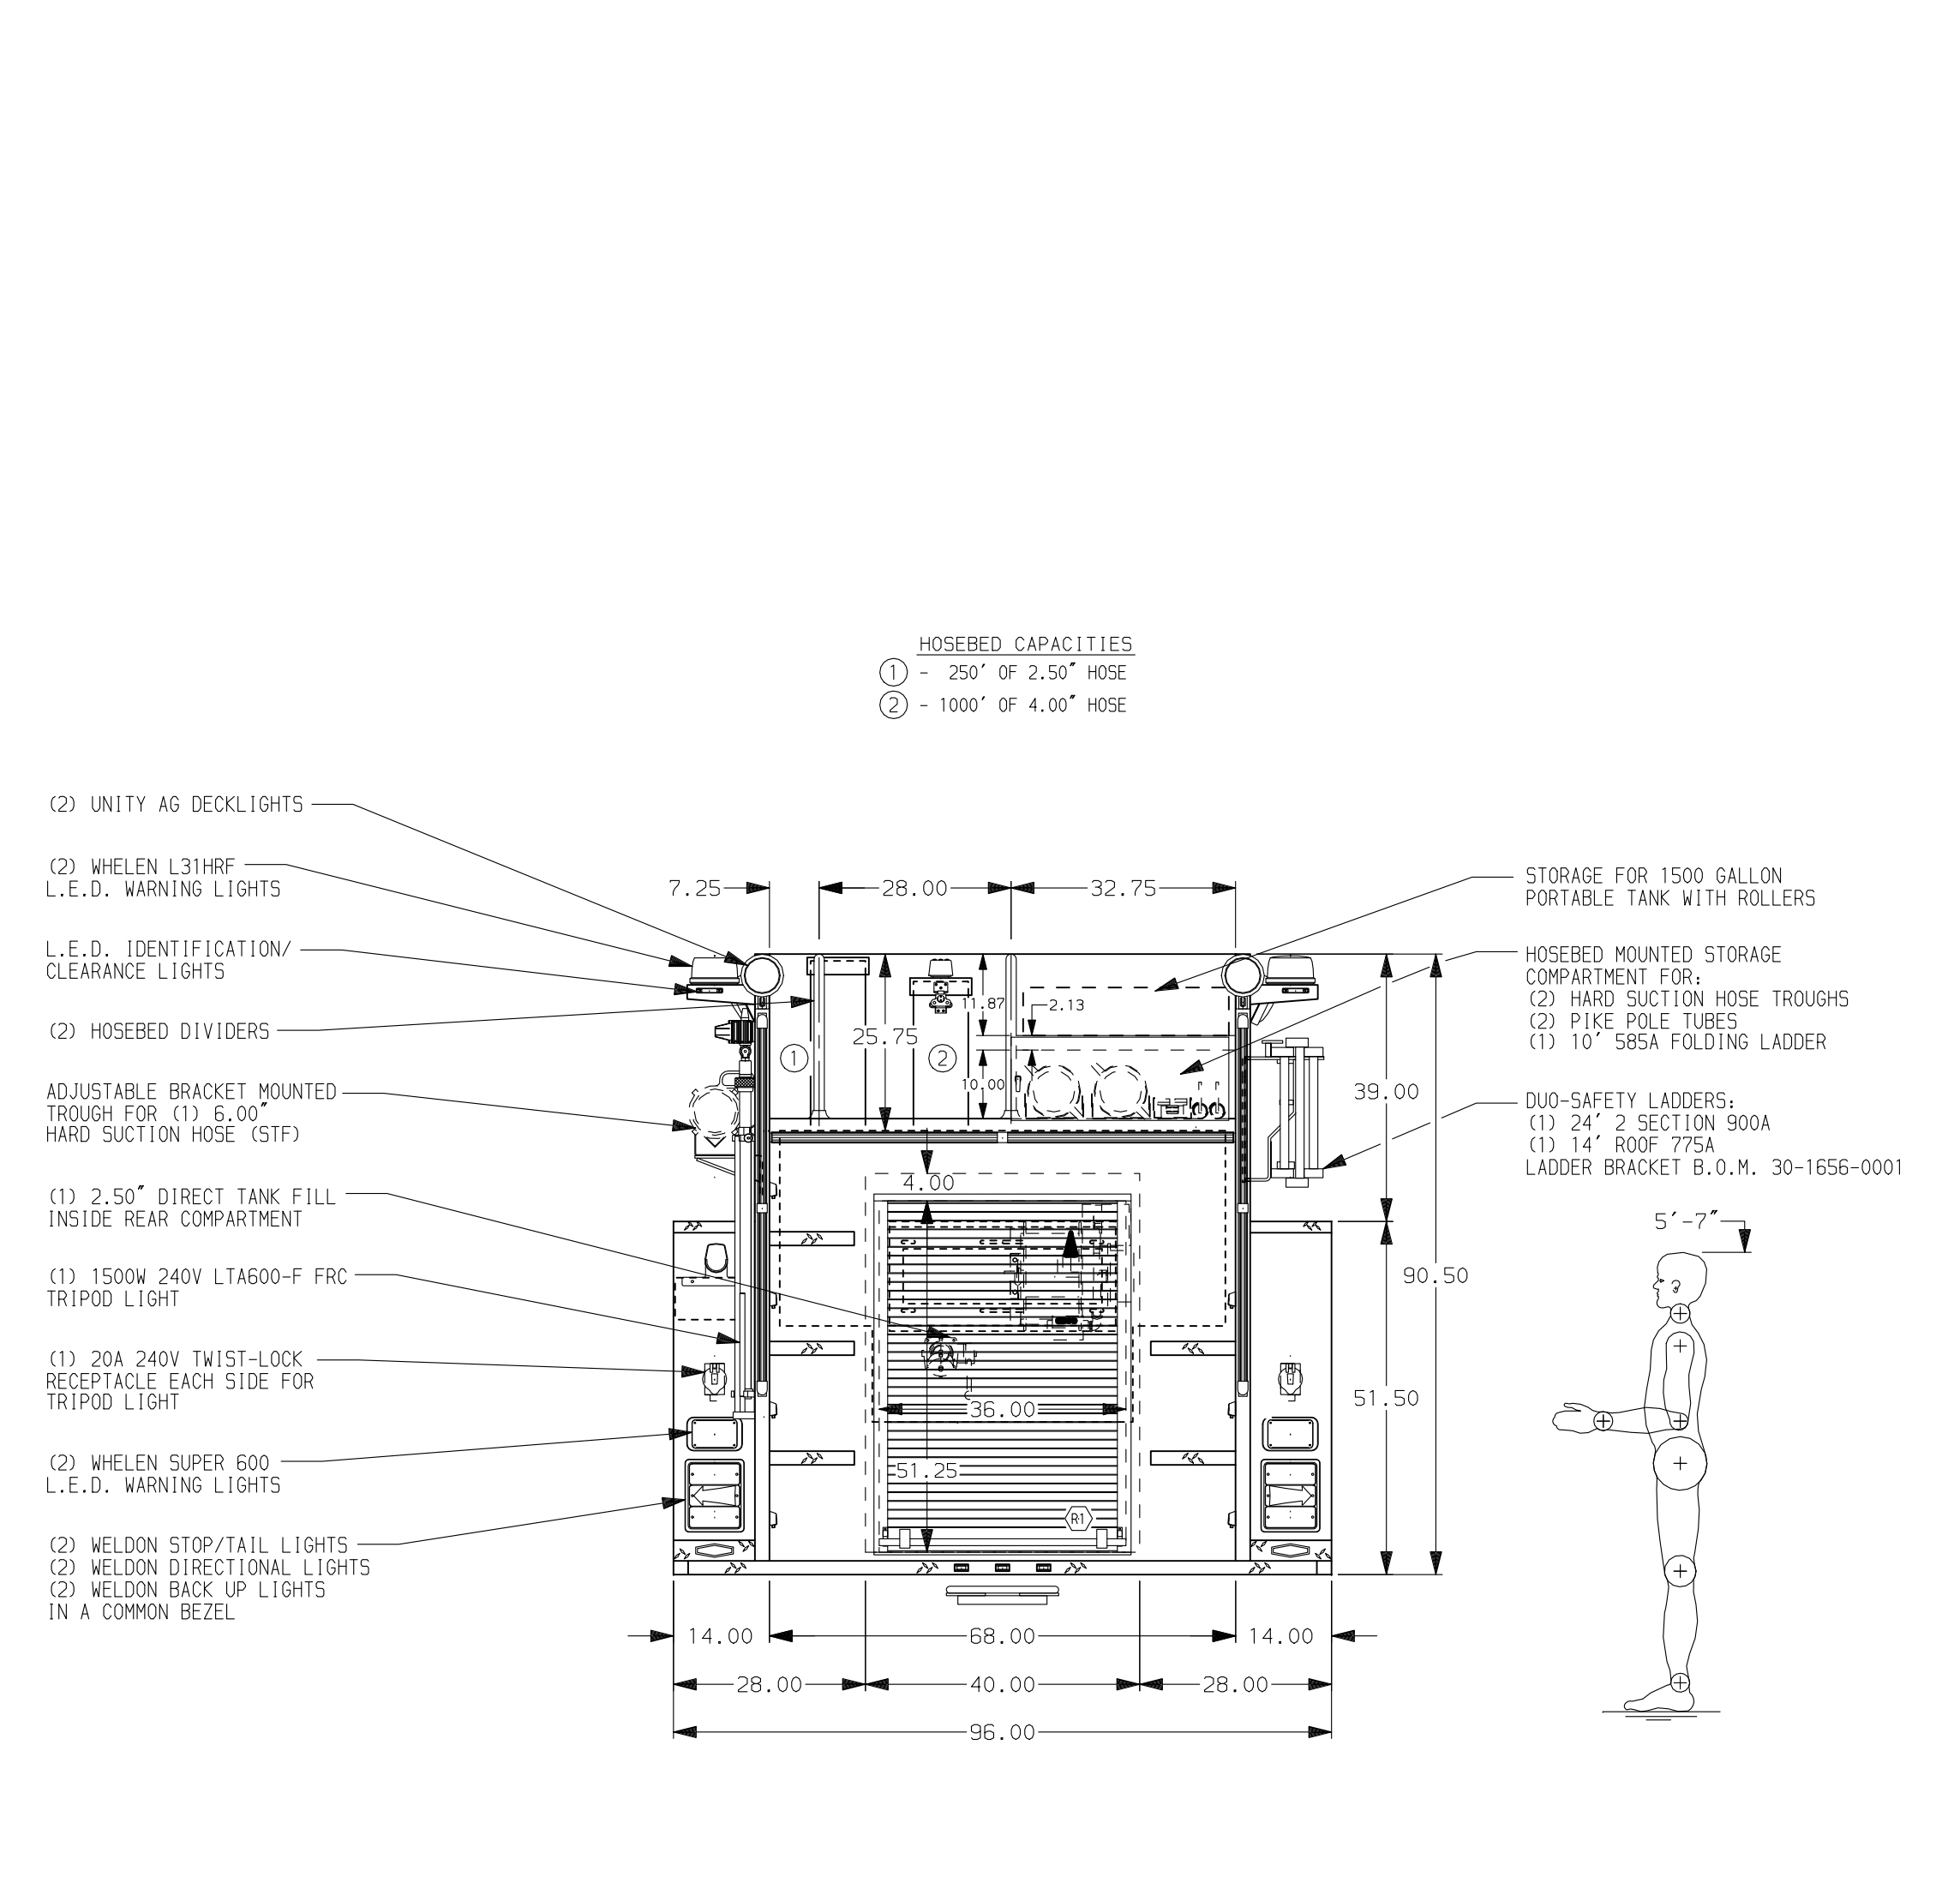 HOSEBED CAPACITIES
1 - 250' OF 2.50" HOSE
2 - 1000' OF 4.00" HOSE
(2) UNITY AG DECKLIGHTS
(2) WHELEN L31HRF
L.E.D. WARNING LIGHTS
L.E.D. IDENTIFICATION/
CLEARANCE LIGHTS
(2) HOSEBED DIVIDERS
ADJUSTABLE BRACKET MOUNTED
TROUGH FOR (1) 6.00"
HARD SUCTION HOSE (STF)
(1) 2.50" DIRECT TANK FILL
INSIDE REAR COMPARTMENT
(1) 1500W 240V LTA600-F FRC
TRIPOD LIGHT
(1) 20A 240V TWIST-LOCK
RECEPTACLE EACH SIDE FOR
TRIPOD LIGHT
(2) WHELEN SUPER 600
L.E.D. WARNING LIGHTS
(2) WELDON STOP/TAIL LIGHTS
(2) WELDON DIRECTIONAL LIGHTS
(2) WELDON BACK UP LIGHTS
IN A COMMON BEZEL
7.25
28.00
32.75
11.87
2.13
25.75
1
2
10.00
4.00
36.00
51.25
R1
39.00
90.50
51.50
14.00
68.00
14.00
28.00
40.00
28.00
96.00
STORAGE FOR 1500 GALLON
PORTABLE TANK WITH ROLLERS
HOSEBED MOUNTED STORAGE
COMPARTMENT FOR:
(2) HARD SUCTION HOSE TROUGHS
(2) PIKE POLE TUBES
(1) 10' 585A FOLDING LADDER
DUO-SAFETY LADDERS:
(1) 24' 2 SECTION 900A
(1) 14' ROOF 775A
LADDER BRACKET B.O.M. 30-1656-0001
5'-7"